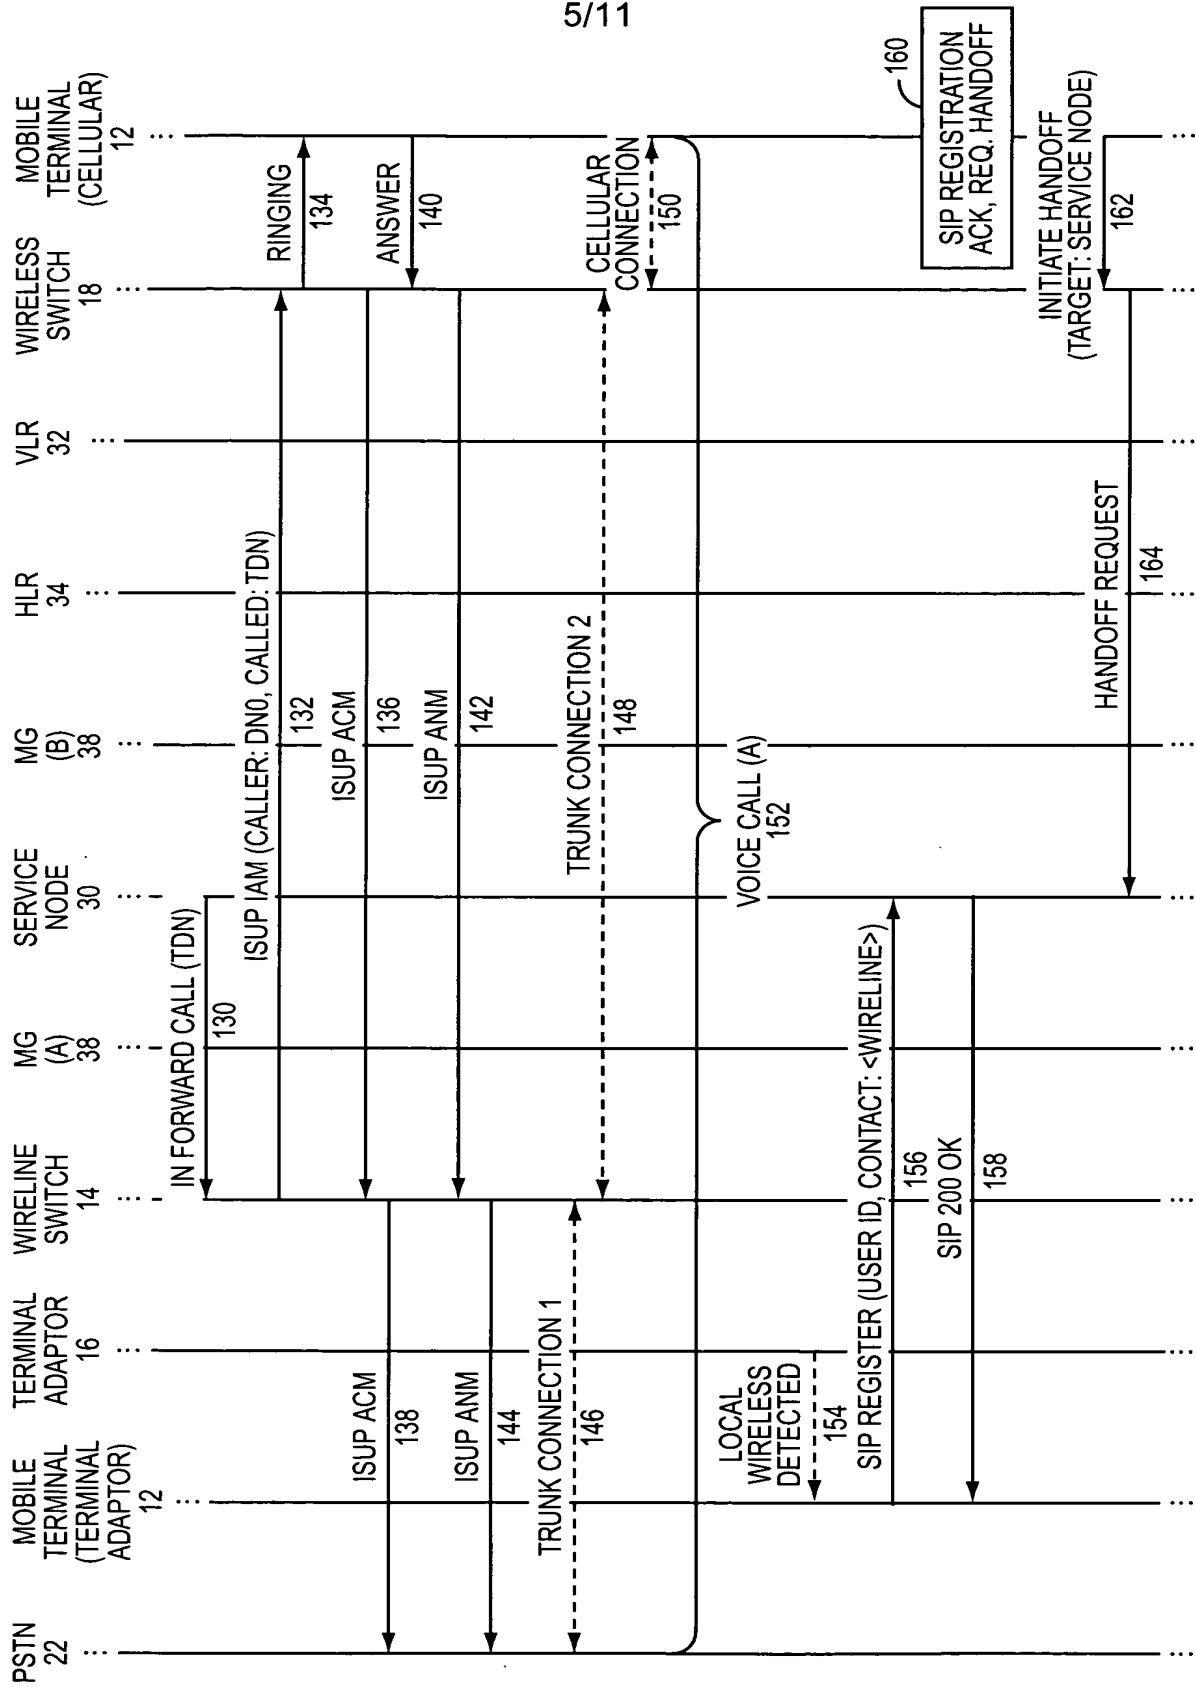 5/11
PSTN
22
MOBILE
TERMINAL
(TERMINAL
ADAPTOR)
12
TERMINAL
ADAPTOR
16
WIRELINE
SWITCH
14
MG
(A)
38
SERVICE
NODE
30
MG
(B)
38
HLR
34
VLR
32
WIRELESS
SWITCH
18
MOBILE
TERMINAL
(CELLULAR)
12
IN FORWARD CALL (TDN)
130
ISUP IAM (CALLER: DN0, CALLED: TDN)
132
RINGING
134
ISUP ACM
136
ISUP ACM
138
ANSWER
140
ISUP ANM
142
ISUP ANM
144
TRUNK CONNECTION 1
146
TRUNK CONNECTION 2
148
CELLULAR
CONNECTION
150
VOICE CALL (A)
152
LOCAL
WIRELESS
DETECTED
154
SIP REGISTER (USER ID, CONTACT: <WIRELINE>)
156
SIP 200 OK
158
160
SIP REGISTRATION
ACK, REQ. HANDOFF
INITIATE HANDOFF
(TARGET: SERVICE NODE)
162
HANDOFF REQUEST
164